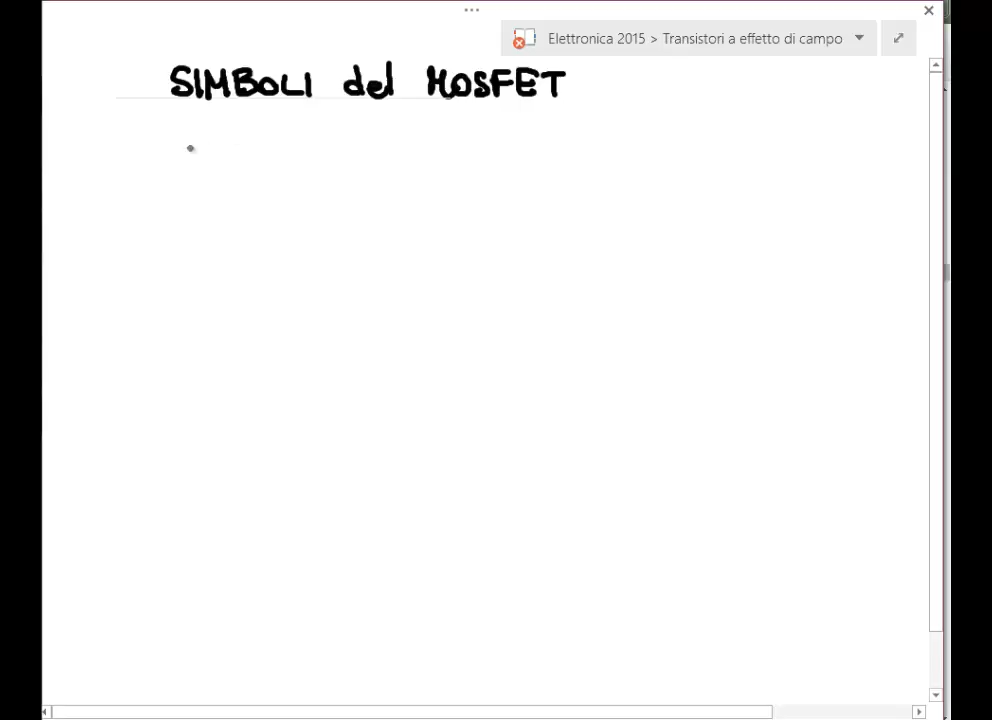 Elettronica 2015 > Transistori a effetto di campo
SIMBOLI del MOSFET